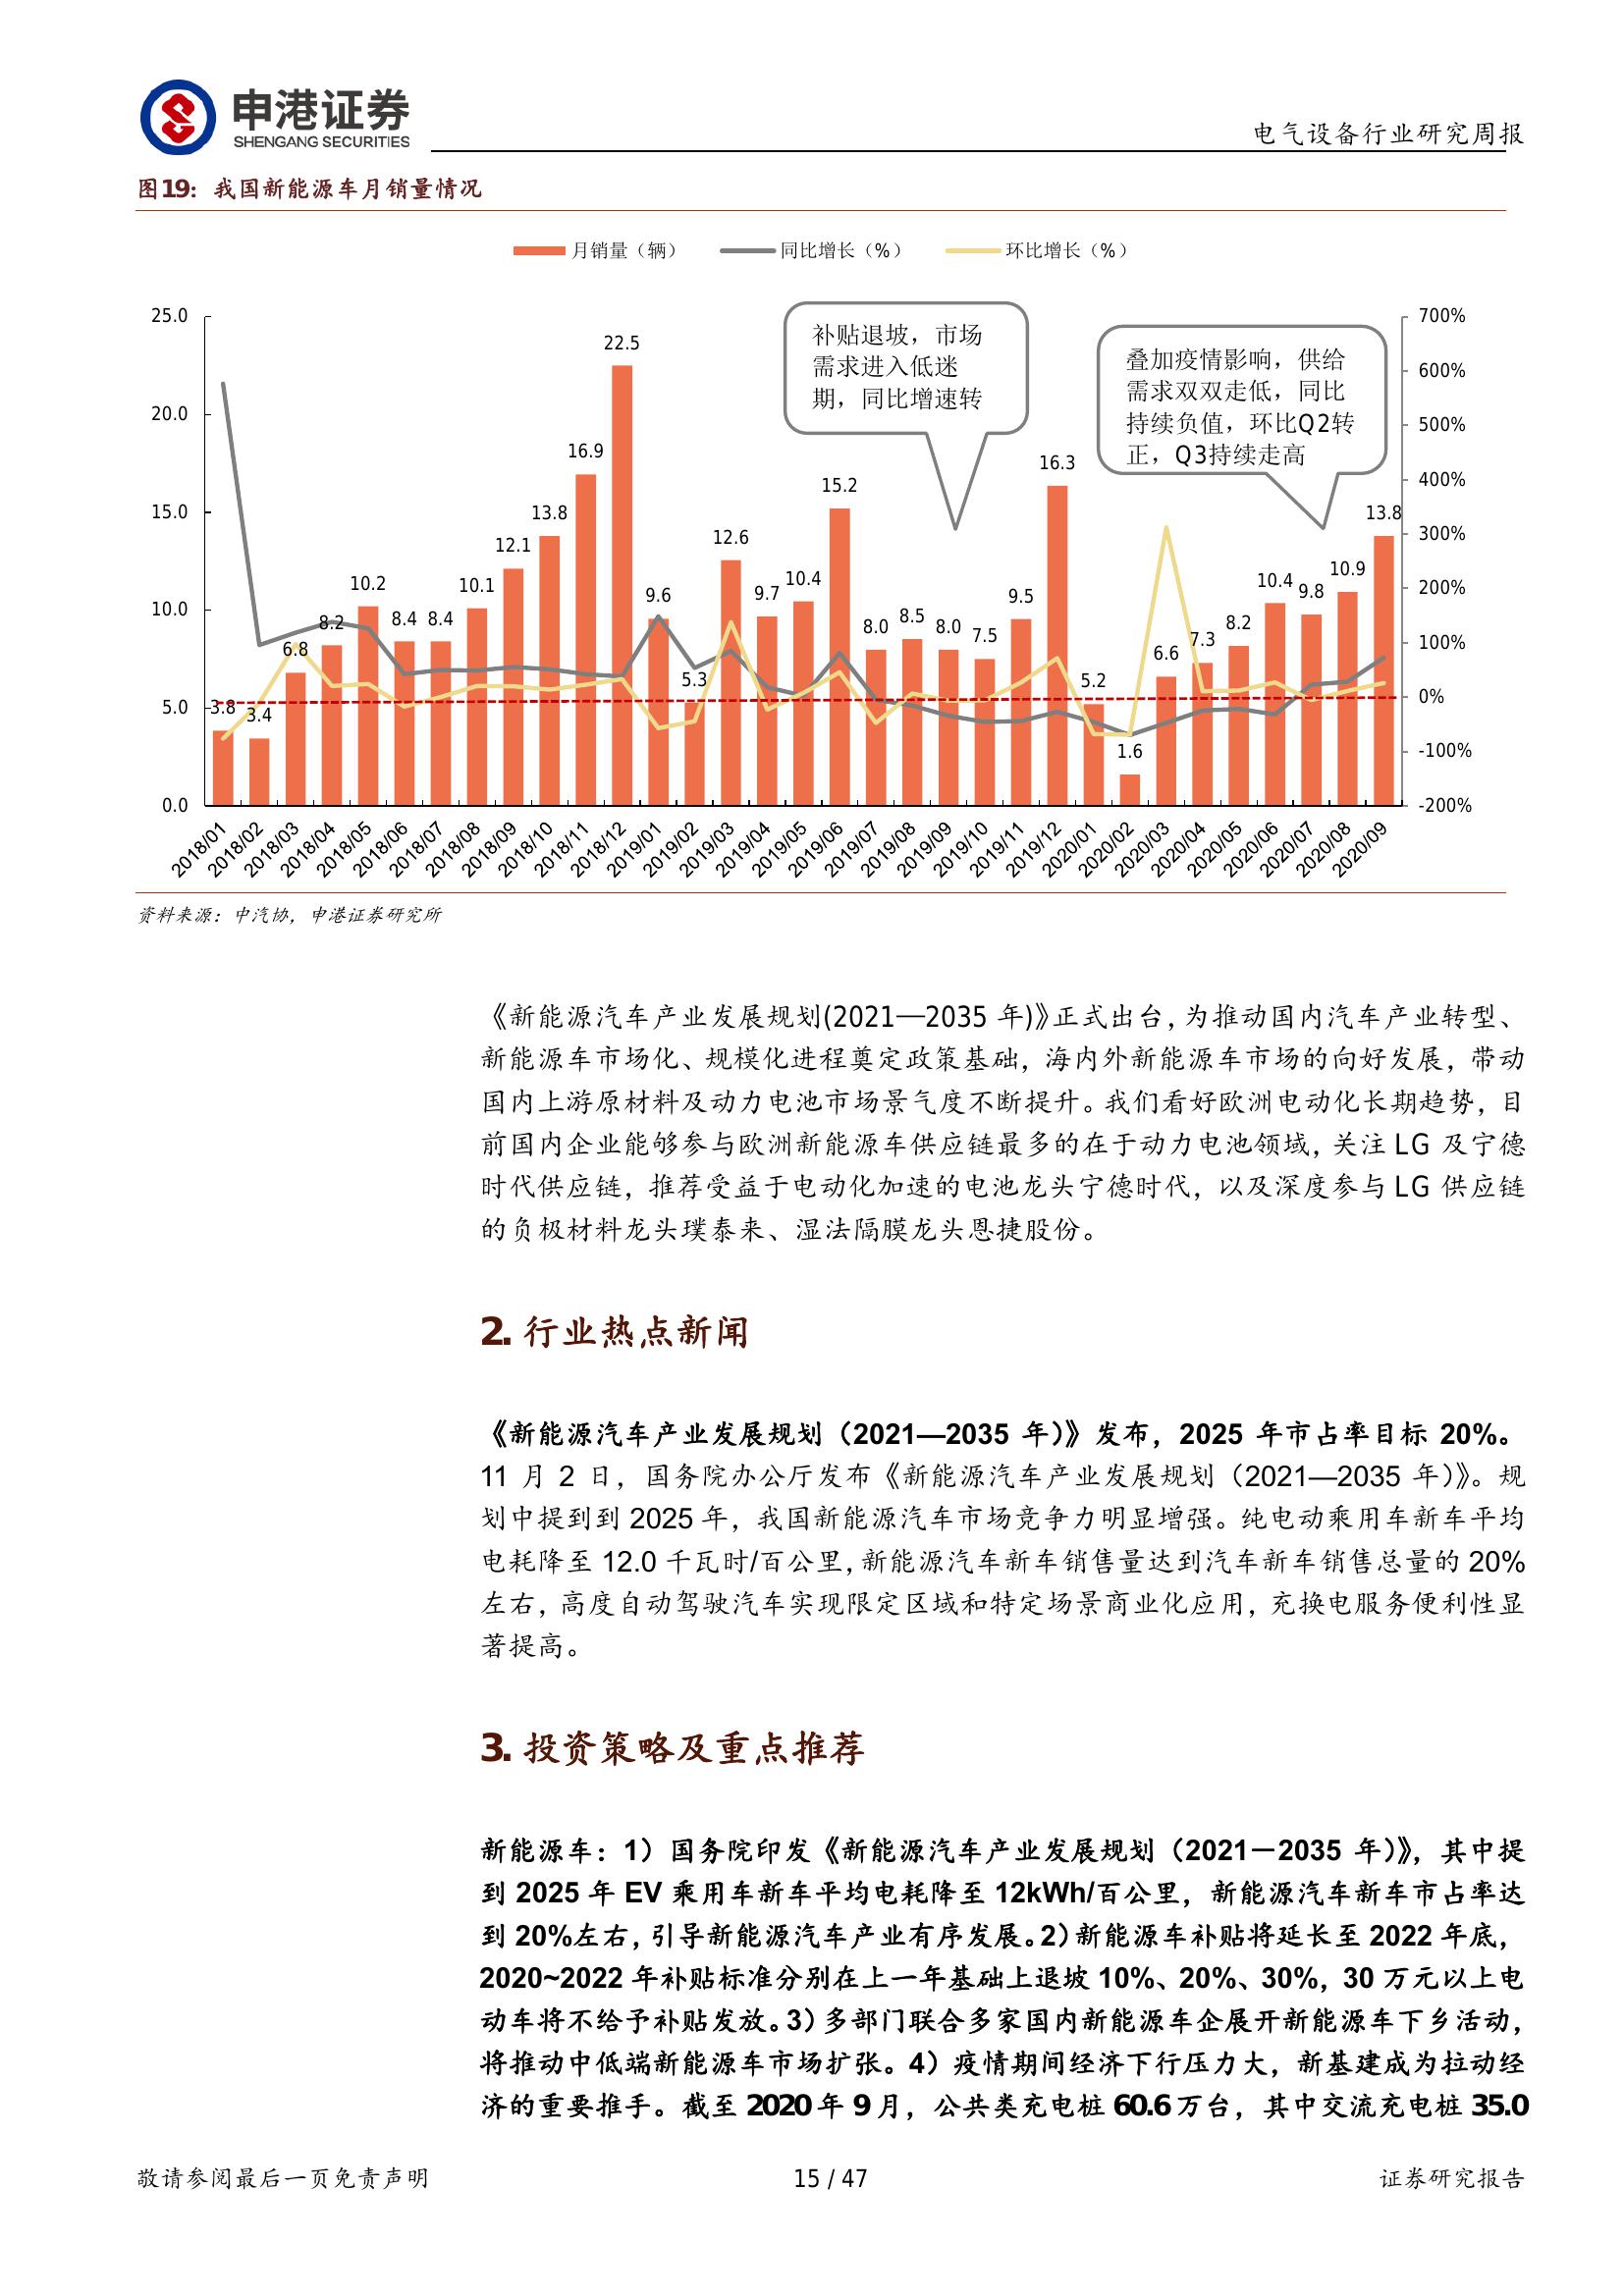 申港证券
SHENGANG SECURITIES
电气设备行业研究周报
图19：我国新能源车月销量情况
月销量（辆） 同比增长（%） 环比增长（%）
25.0
20.0
15.0
10.0
5.0
0.0
700%
600%
500%
400%
300%
200%
100%
0%
-100%
-200%
补贴退坡，市场
需求进入低迷
期，同比增速转
叠加疫情影响，供给
需求双双走低，同比
持续负值，环比Q2转
正，Q3持续走高
3.8 3.4 6.8 8.2 10.2 8.4 8.4 10.1 12.1 13.8 16.9 22.5 9.6 5.3 12.6 9.7 10.4 15.2 8.0 8.5 8.0 7.5 9.5 16.3 5.2 1.6 6.6 7.3 8.2 10.4 9.8 10.9 13.8
2018/01 2018/02 2018/03 2018/04 2018/05 2018/06 2018/07 2018/08 2018/09 2018/10 2018/11 2018/12 2019/01 2019/02 2019/03 2019/04 2019/05 2019/06 2019/07 2019/08 2019/09 2019/10 2019/11 2019/12 2020/01 2020/02 2020/03 2020/04 2020/05 2020/06 2020/07 2020/08 2020/09
资料来源：中汽协，申港证券研究所
《新能源汽车产业发展规划(2021—2035 年)》正式出台，为推动国内汽车产业转型、
新能源车市场化、规模化进程奠定政策基础，海内外新能源车市场的向好发展，带动
国内上游原材料及动力电池市场景气度不断提升。我们看好欧洲电动化长期趋势，目
前国内企业能够参与欧洲新能源车供应链最多的在于动力电池领域，关注 LG 及宁德
时代供应链，推荐受益于电动化加速的电池龙头宁德时代，以及深度参与 LG 供应链
的负极材料龙头璞泰来、湿法隔膜龙头恩捷股份。
2. 行业热点新闻
《新能源汽车产业发展规划（2021—2035 年）》发布，2025 年市占率目标 20%。
11 月 2 日，国务院办公厅发布《新能源汽车产业发展规划（2021—2035 年）》。规
划中提到到 2025 年，我国新能源汽车市场竞争力明显增强。纯电动乘用车新车平均
电耗降至 12.0 千瓦时/百公里，新能源汽车新车销售量达到汽车新车销售总量的 20%
左右，高度自动驾驶汽车实现限定区域和特定场景商业化应用，充换电服务便利性显
著提高。
3. 投资策略及重点推荐
新能源车：1）国务院印发《新能源汽车产业发展规划（2021－2035 年）》，其中提
到 2025 年 EV 乘用车新车平均电耗降至 12kWh/百公里，新能源汽车新车市占率达
到 20%左右，引导新能源汽车产业有序发展。2）新能源车补贴将延长至 2022 年底，
2020~2022 年补贴标准分别在上一年基础上退坡 10%、20%、30%，30 万元以上电
动车将不给予补贴发放。3）多部门联合多家国内新能源车企展开新能源车下乡活动，
将推动中低端新能源车市场扩张。4）疫情期间经济下行压力大，新基建成为拉动经
济的重要推手。截至 2020 年 9 月，公共类充电桩 60.6 万台，其中交流充电桩 35.0
敬请参阅最后一页免责声明
15 / 47
证券研究报告